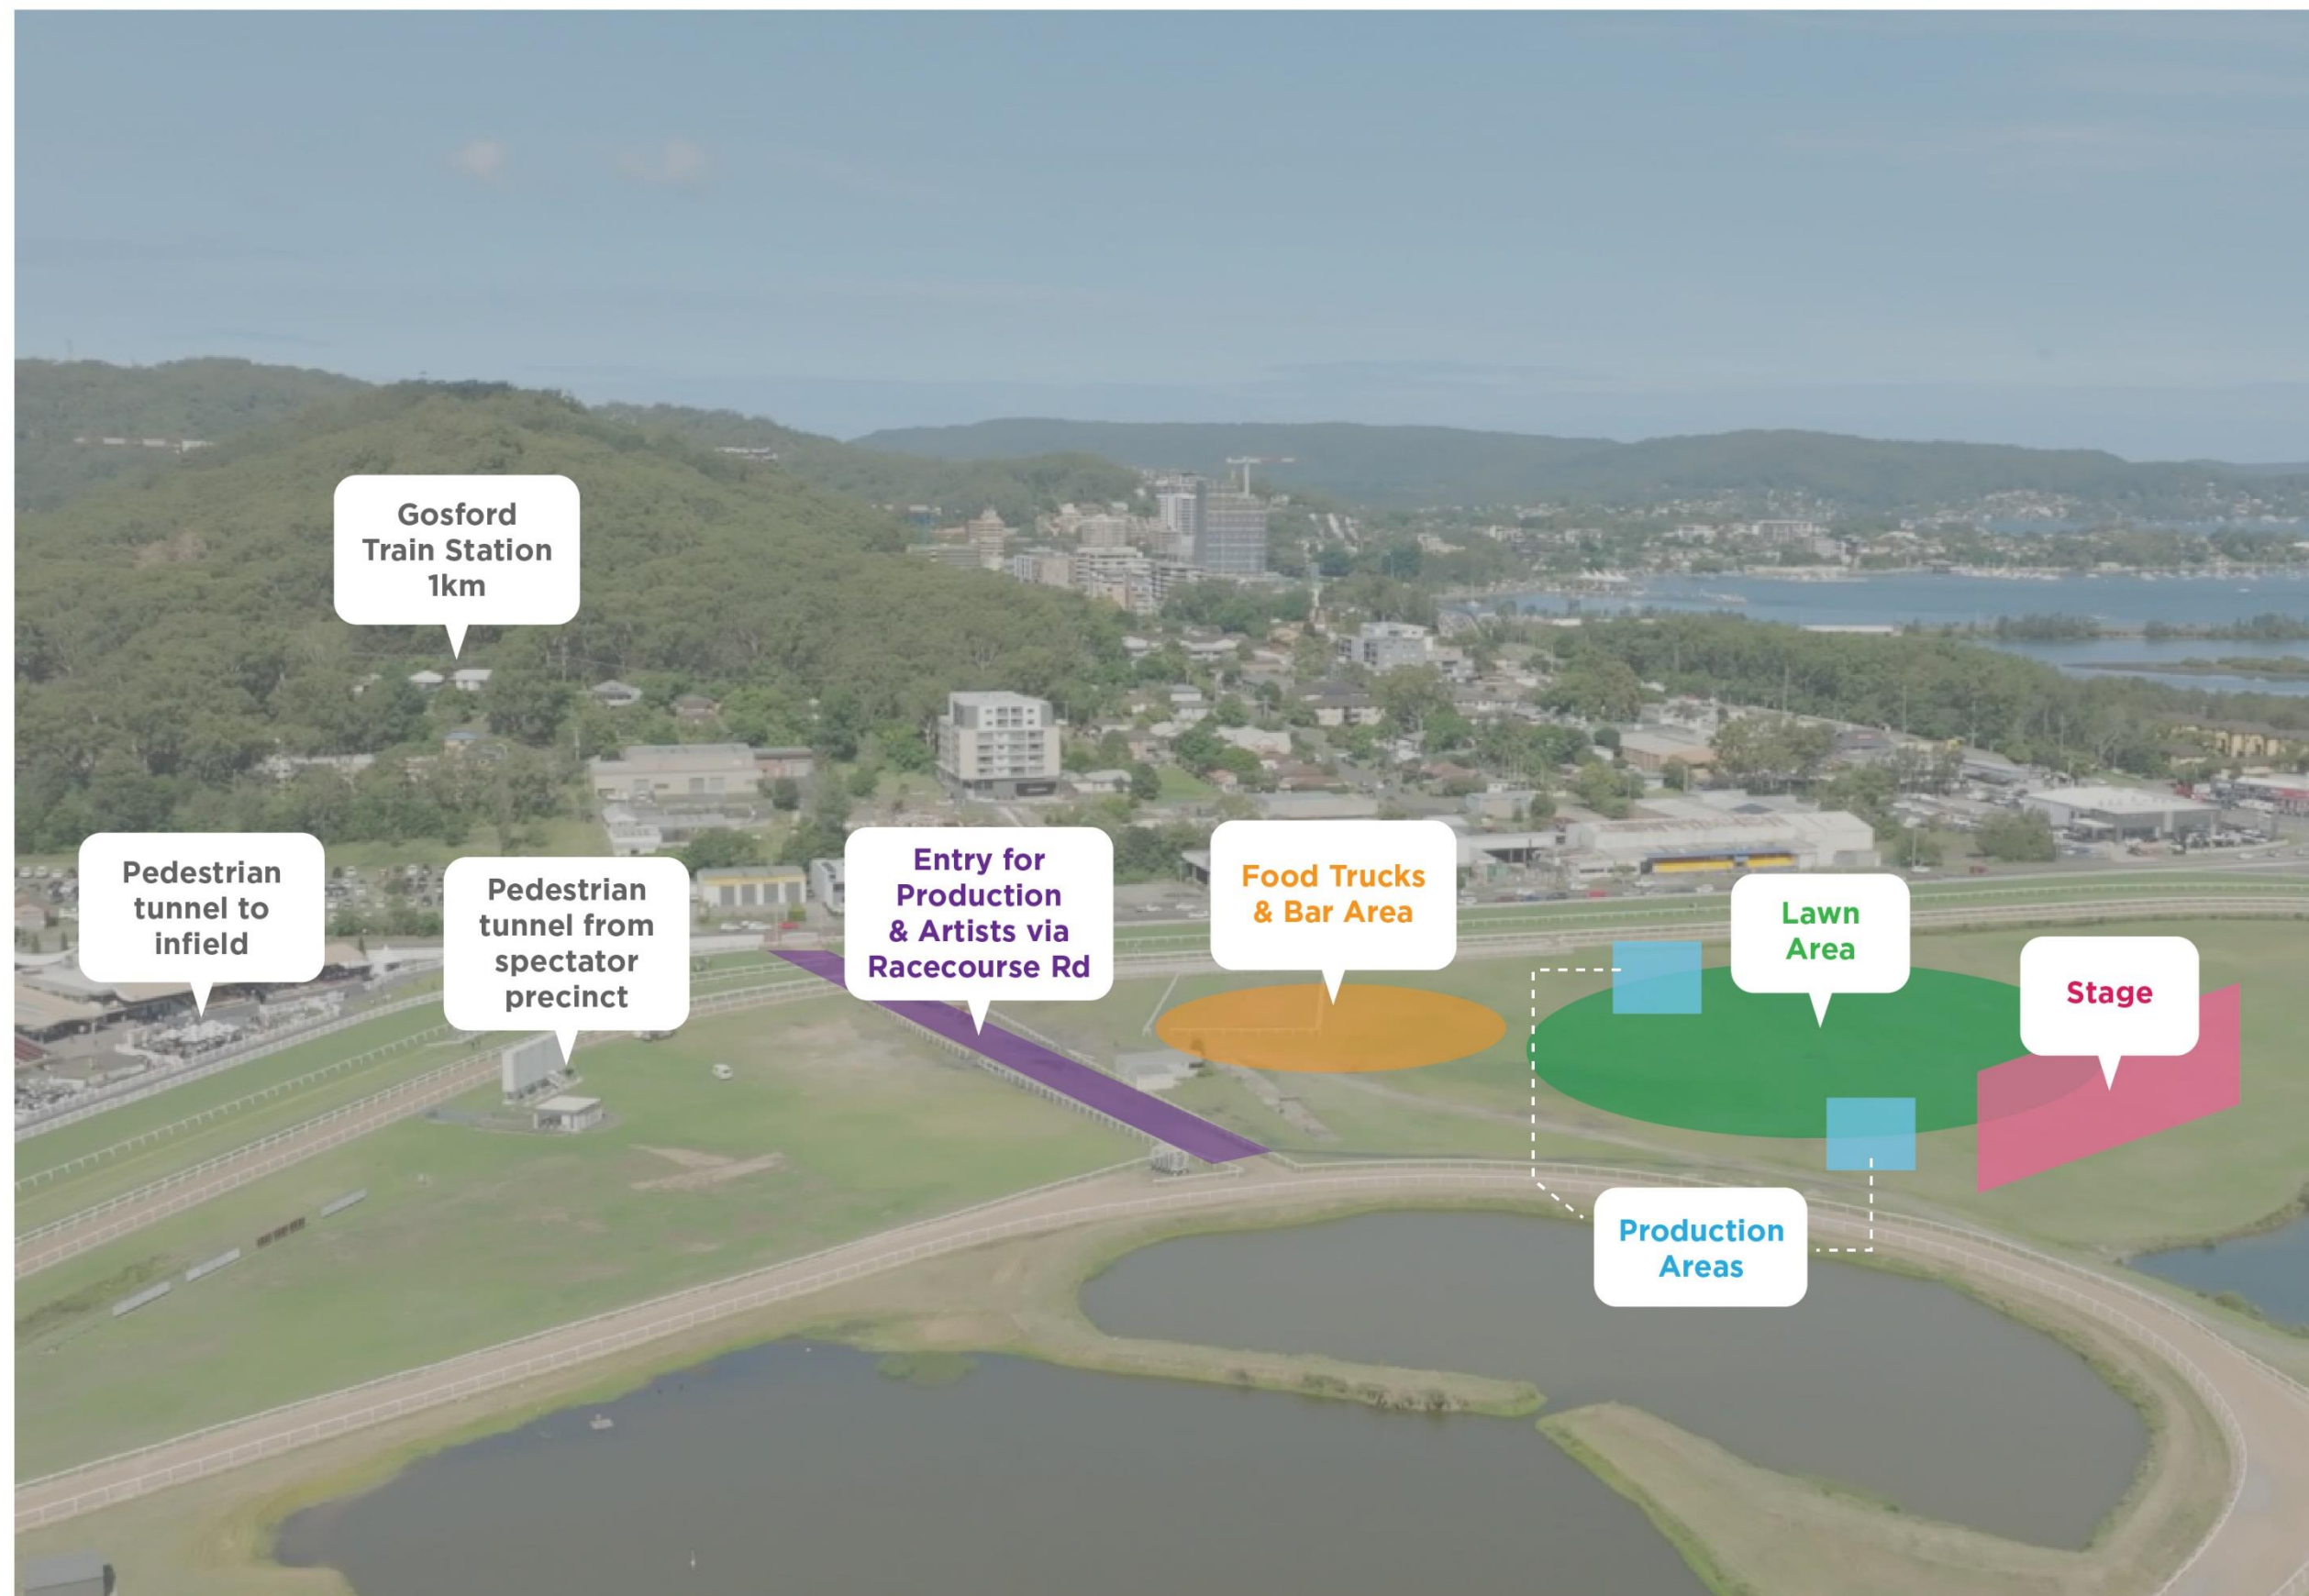 Gosford
Train Station
1km
Pedestrian
tunnel to
infield
Pedestrian
tunnel from
spectator
precinct
Entry for
Production
& Artists via
Racecourse Rd
Food Trucks
& Bar Area
Lawn
Area
Stage
Production
Areas